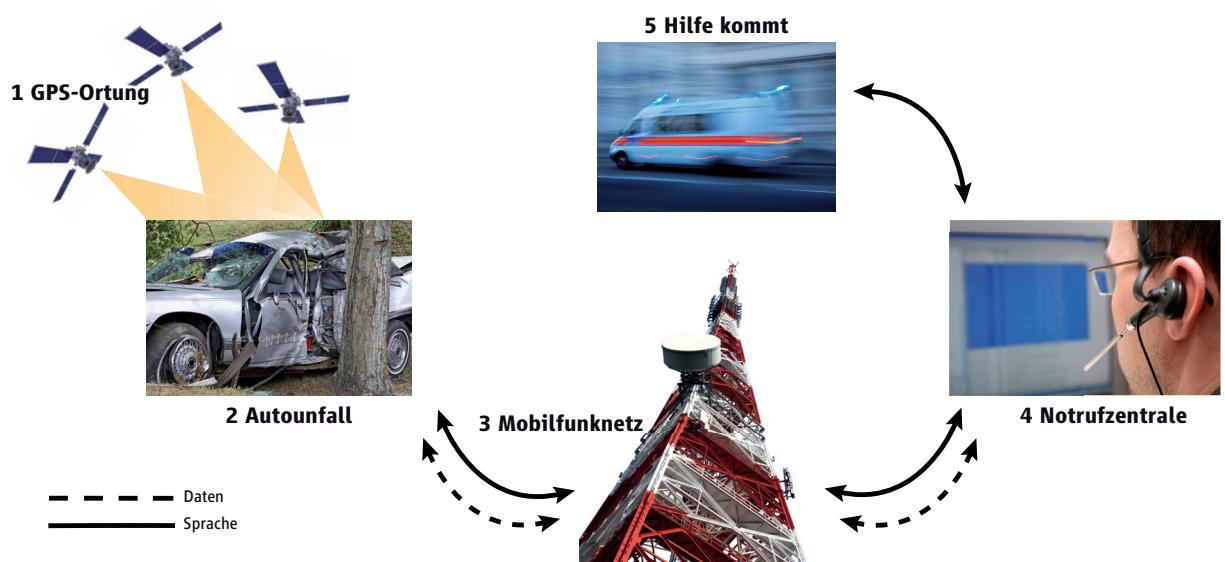 5 Hilfe kommt
1 GPS-Ortung
2 Autounfall
3 Mobilfunknetz
4 Notrufzentrale
Daten
Sprache